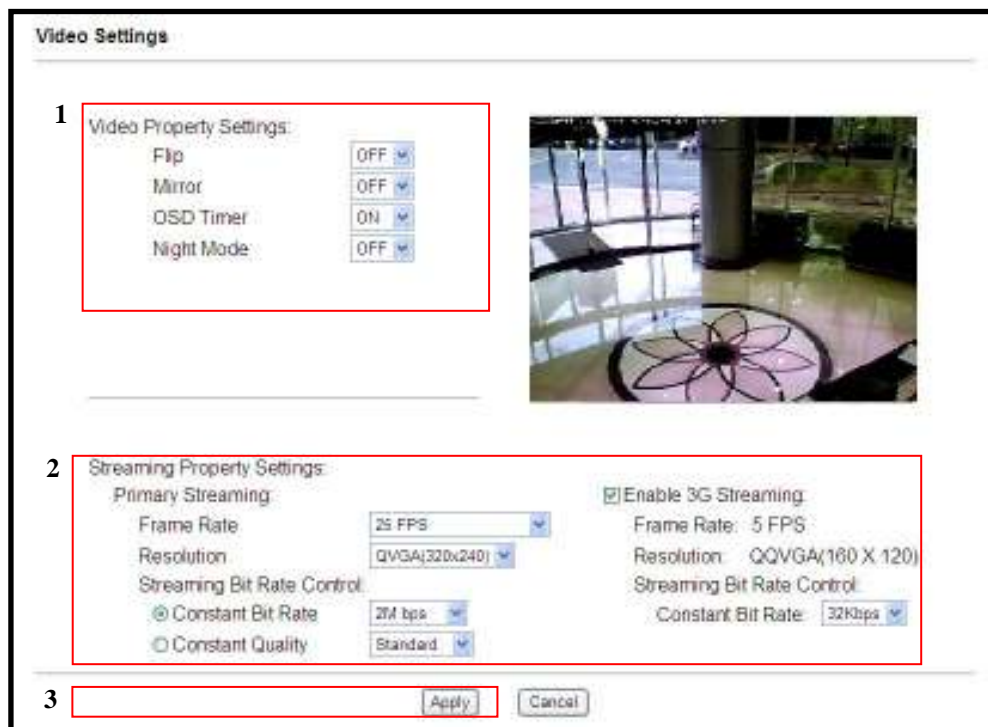 Video Settings
1
Video Property Settings:
Flip OFF
Mirror OFF
OSD Timer ON
Night Mode OFF
2
Streaming Property Settings:
Primary Streaming:
Frame Rate 25 FPS
Resolution QVGA(320x240)
Streaming Bit Rate Control:
Constant Bit Rate 2M bps
Constant Quality Standard
Enable 3G Streaming:
Frame Rate: 5 FPS
Resolution: QQVGA(160 X 120)
Streaming Bit Rate Control:
Constant Bit Rate: 32Kbps
3
Apply Cancel